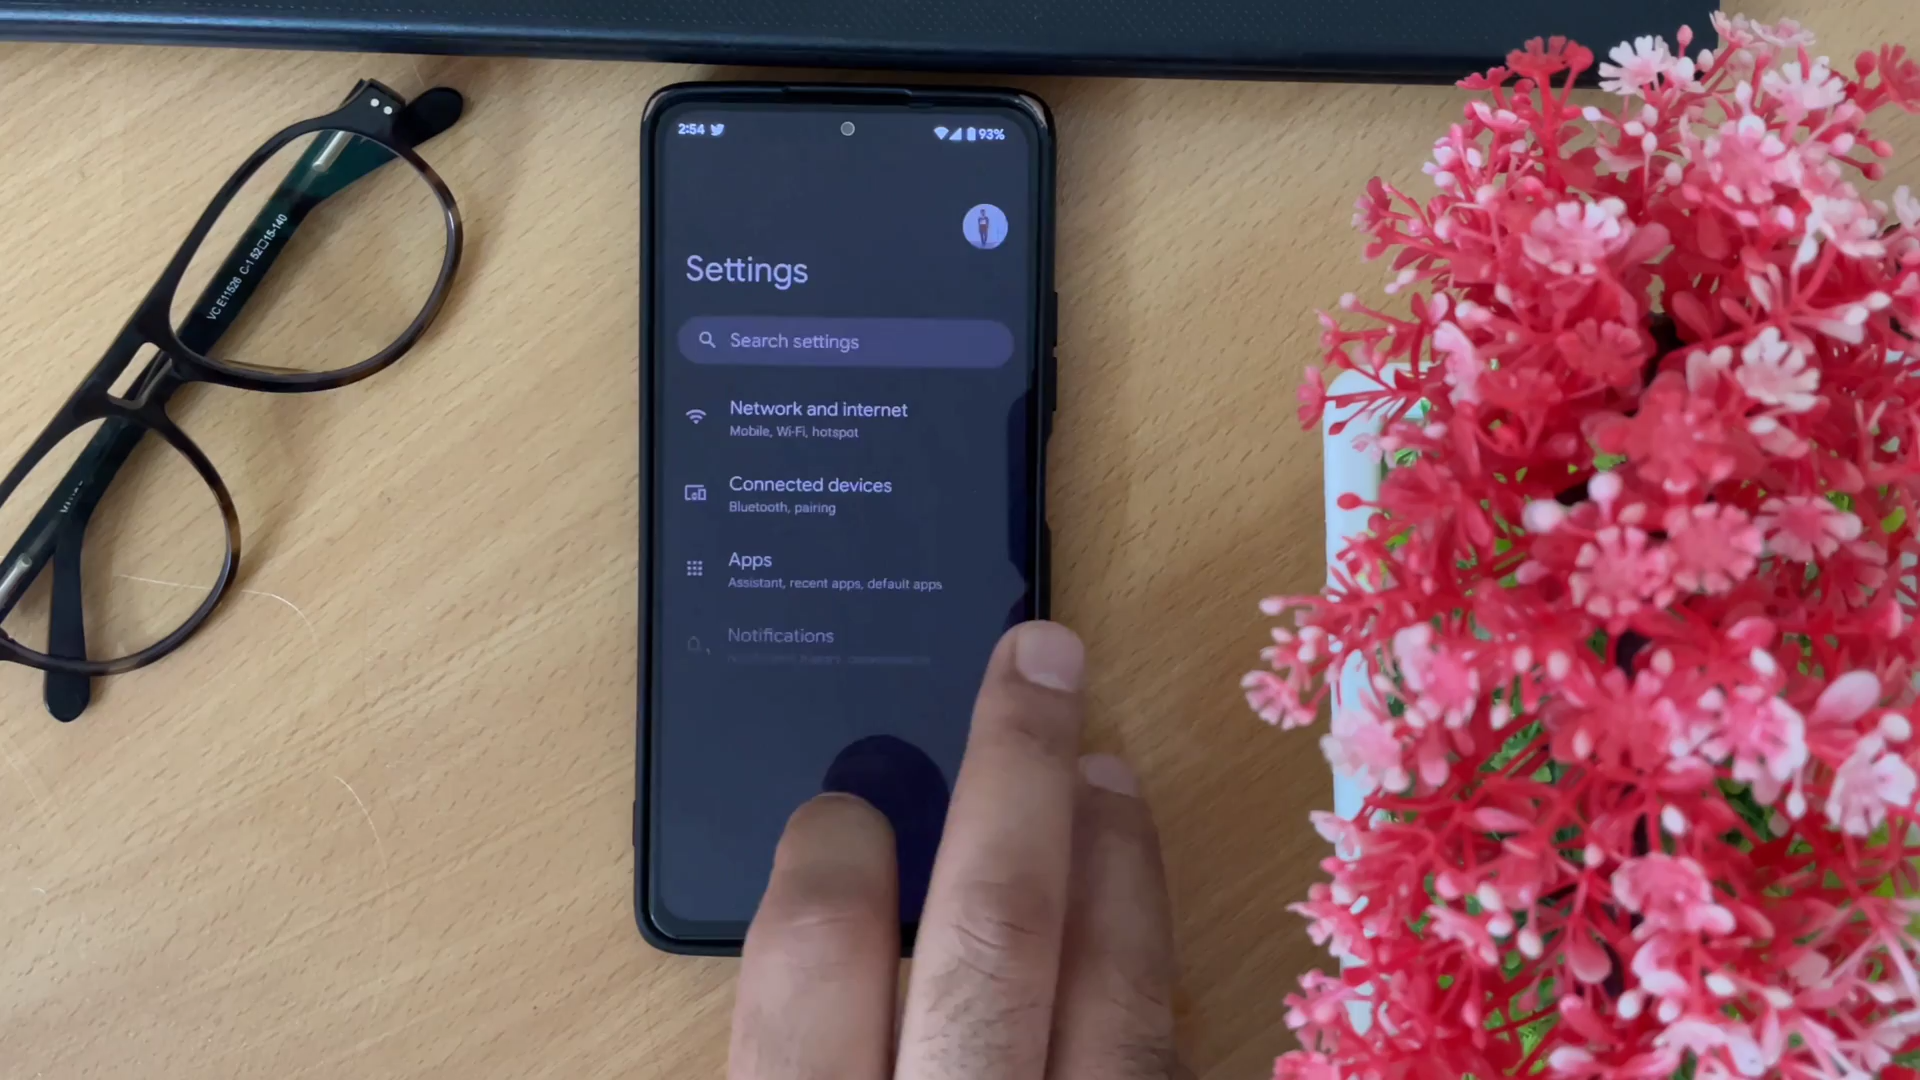 2:54
93%
Settings
Search settings
Network and internet
Mobile, Wi-Fi, hotspot
Connected devices
Bluetooth, pairing
Apps
Assistant, recent apps, default apps
Notifications
VC E11526 C-1 52□15-140